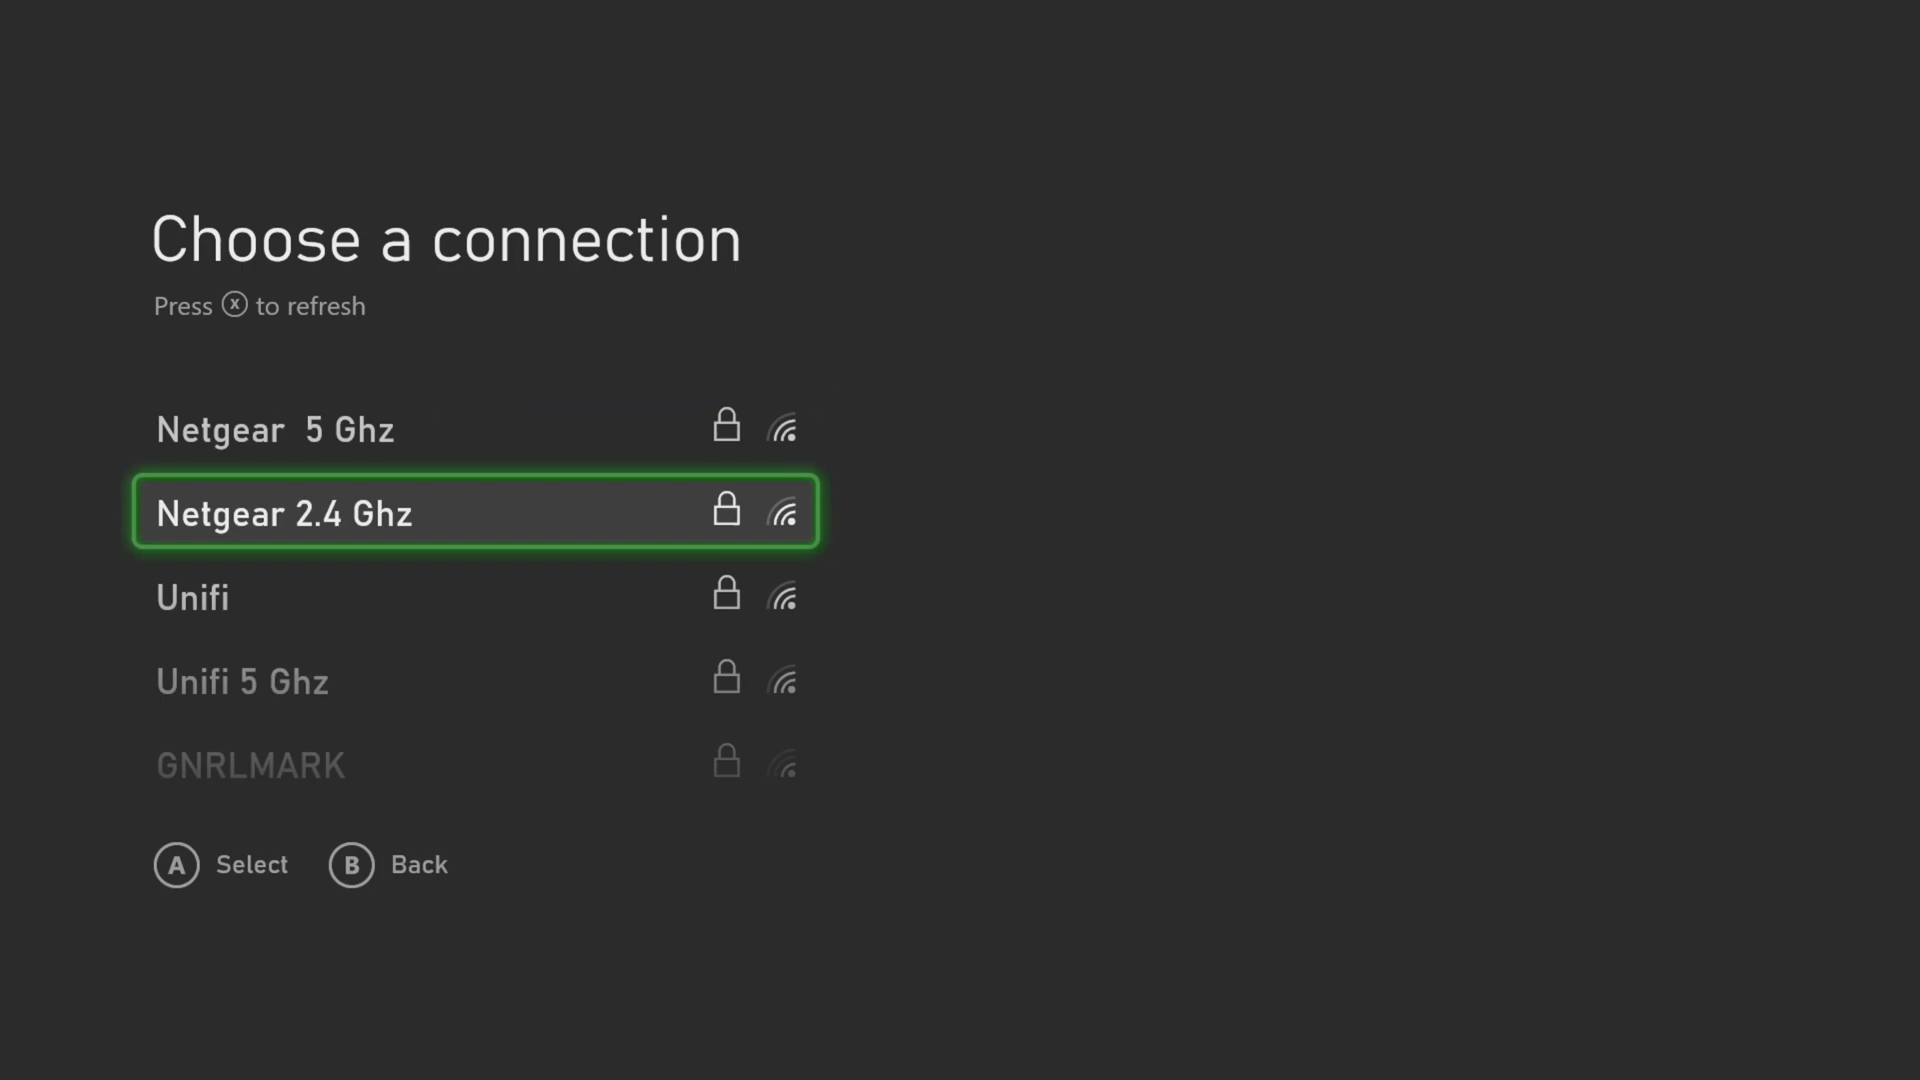 Choose a connection
Press X to refresh
Netgear  5 Ghz
Netgear 2.4 Ghz
Unifi
Unifi 5 Ghz
GNRLMARK
A Select B Back